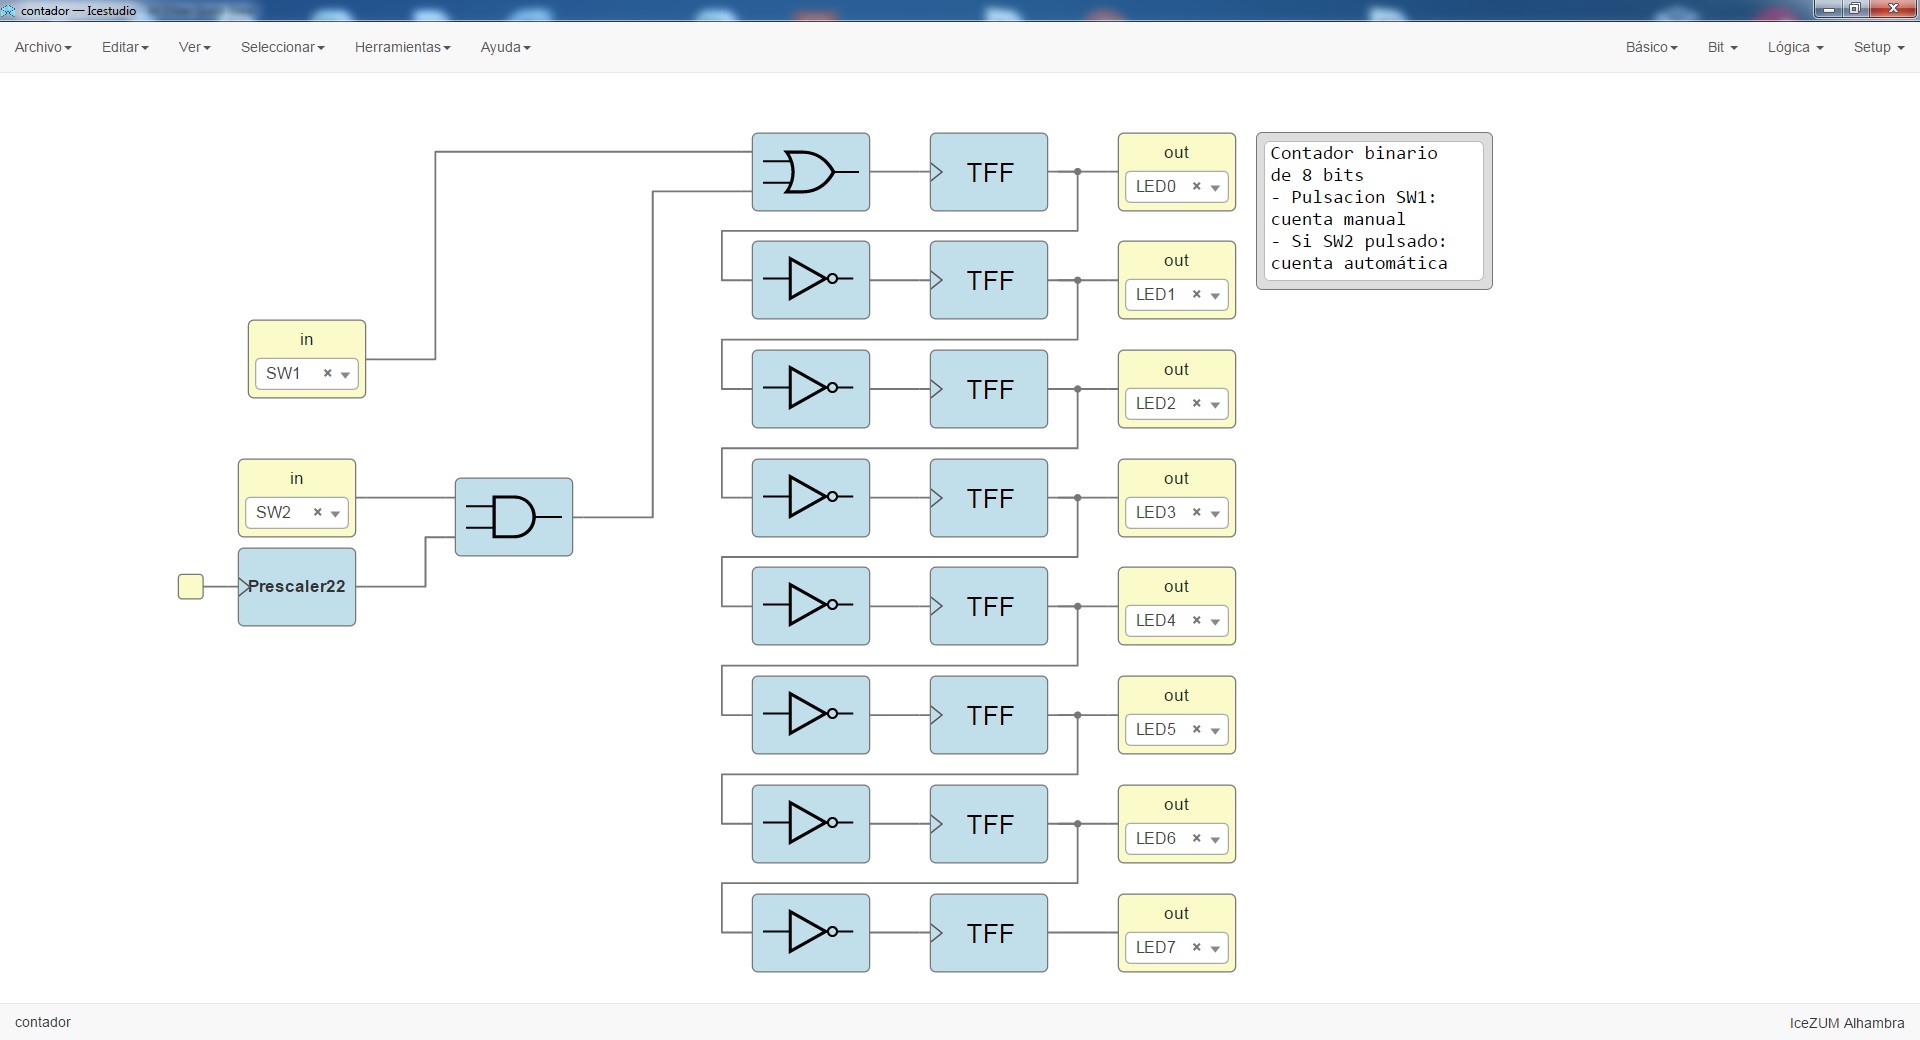 contador — Icestudio
Archivo Editar Ver Seleccionar Herramientas Ayuda Básico Bit Lógica Setup
out
LED0
TFF
Contador binario
de 8 bits
- Pulsacion SW1:
cuenta manual
- Si SW2 pulsado:
cuenta automática
out
LED1
TFF
in
SW1
out
LED2
TFF
in
SW2
out
LED3
TFF
Prescaler22
out
LED4
TFF
out
LED5
TFF
out
LED6
TFF
out
LED7
TFF
contador
IceZUM Alhambra